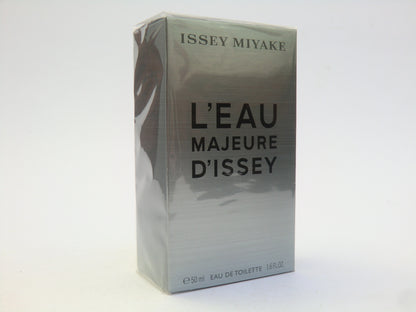 ISSEY MIYAKE
L'EAU
MAJEURE
D'ISSEY
℮ 50 ml EAU DE TOILETTE 1.6 FL.OZ.